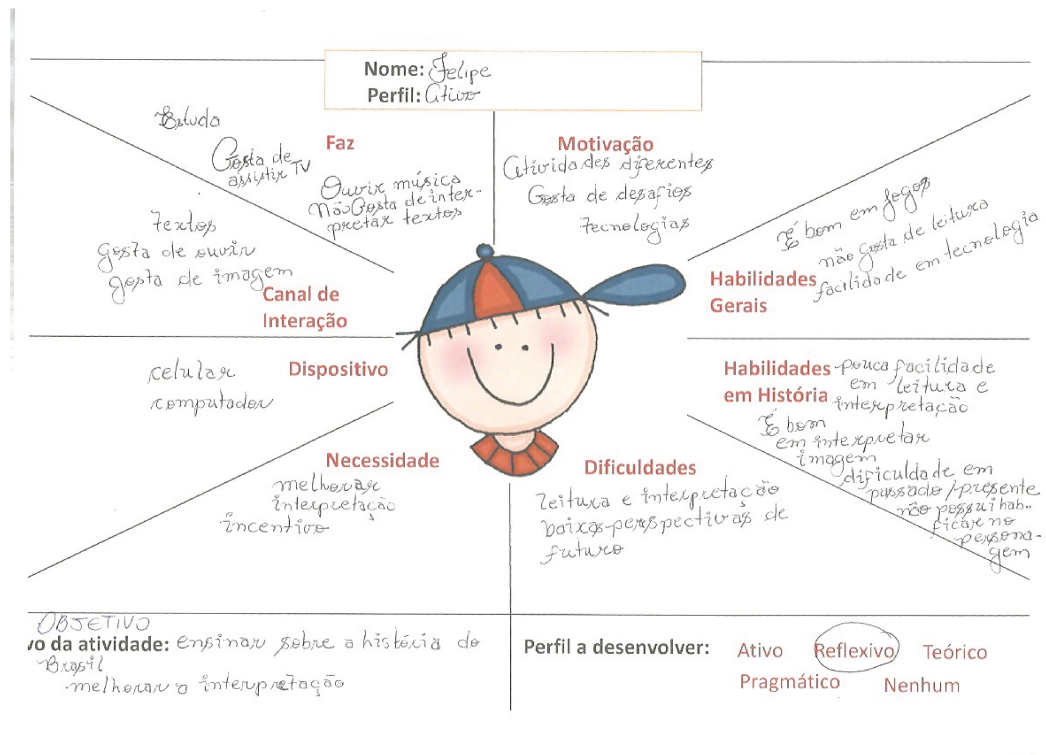 Nome: Felipe
Perfil: Ativo
Faz
Estuda
Gosta de
assistir TV
Ouvir música
Não Gosta de inter-
pretar textos
Motivação
Atividades diferentes
Gosta de desafios
Tecnologias
Textos
gosta de ouvir
gosta de imagem
Canal de
Interação
É bom em jogos
não gosta de leitura
facilidade em tecnologia
Habilidades
Gerais
Dispositivo
celular
computador
Habilidades
em História
pouca facilidade
em leitura e
interpretação
É bom
em interpretar
imagem
dificuldade em
passado/presente
não possui hab.
ficar no
persona-
gem
Necessidade
melhorar
interpretação
incentivo
Dificuldades
leitura e interpretação
baixas perspectivas de
futuro
OBJETIVO
vo da atividade: ensinar sobre a história do
Brasil
melhorar a interpretação
Perfil a desenvolver: Ativo Reflexivo Teórico
Pragmático Nenhum